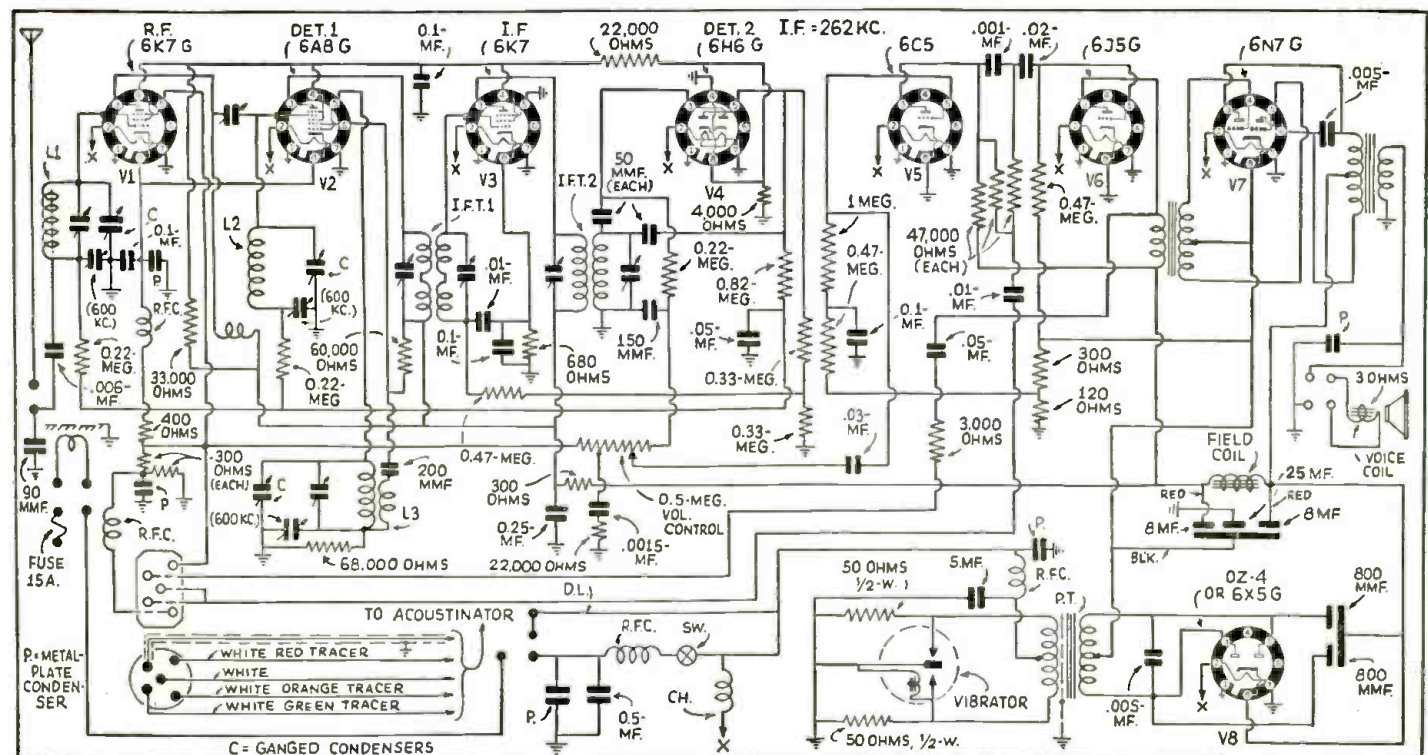 R.F.
6K7 G
DET.1
6A8 G
0.1-
MF.
I.F
6K7
22,000
OHMS
DET. 2
6H6 G
I.F.=262 KC.
6C5
.001-
MF.
.02-
MF.
6J5G
6N7 G
.005-
MF.
X
V1
X
V2
X
V3
50
MMF.
(EACH)
V4
X
V5
X
V6
X
V7
X
L1
C
0.1-
MF.
P.
(600
KC.)
R.F.C.
L2
C
(600
KC.)
I.F.T.1
.01-
MF.
I.F.T.2
4,000
OHMS
0.22-
MEG.
0.82-
MEG.
1 MEG.
0.47-
MEG.
47,000
OHMS
(EACH)
0.47-
MEG.
0.22-
MEG.
.006-
MF.
33,000
OHMS
0.22-
MEG
60,000
OHMS
0.1-
MF.
680
OHMS
150
MMF.
.05-
MF.
0.33-MEG.
0.1-
MF.
.01-
MF.
.05-
MF.
300
OHMS
120
OHMS
P.
3 OHMS
VOICE
COIL
400
OHMS
300
OHMS
(EACH)
P
90
MMF.
FUSE
15A.
R.F.C.
C
(600 KC.)
68,000 OHMS
200
MMF
L3
0.47-MEG.
300
OHMS
0.25-
MF.
22,000 OHMS
.0015-
MF.
0.5-MEG.
VOL.
CONTROL
0.33-
MEG.
.03-
MF.
3,000
OHMS
FIELD
COIL
25 MF.
RED
RED
8 MF.
8 MF
BLK.
D.L.
TO ACOUSTINATOR
P.=METAL-
PLATE
CONDEN-
SER
WHITE RED TRACER
WHITE
WHITE ORANGE TRACER
WHITE GREEN TRACER
C = GANGED CONDENSERS
R.F.C.
SW.
P.
0.5-
MF.
CH.
X
50 OHMS
1/2-W.
.5MF.
P.
R.F.C.
P.T.
VIBRATOR
50 OHMS, 1/2-W.
OZ-4
OR 6X5G
.005-
MF.
X
V8
800
MMF.
800
MMF.